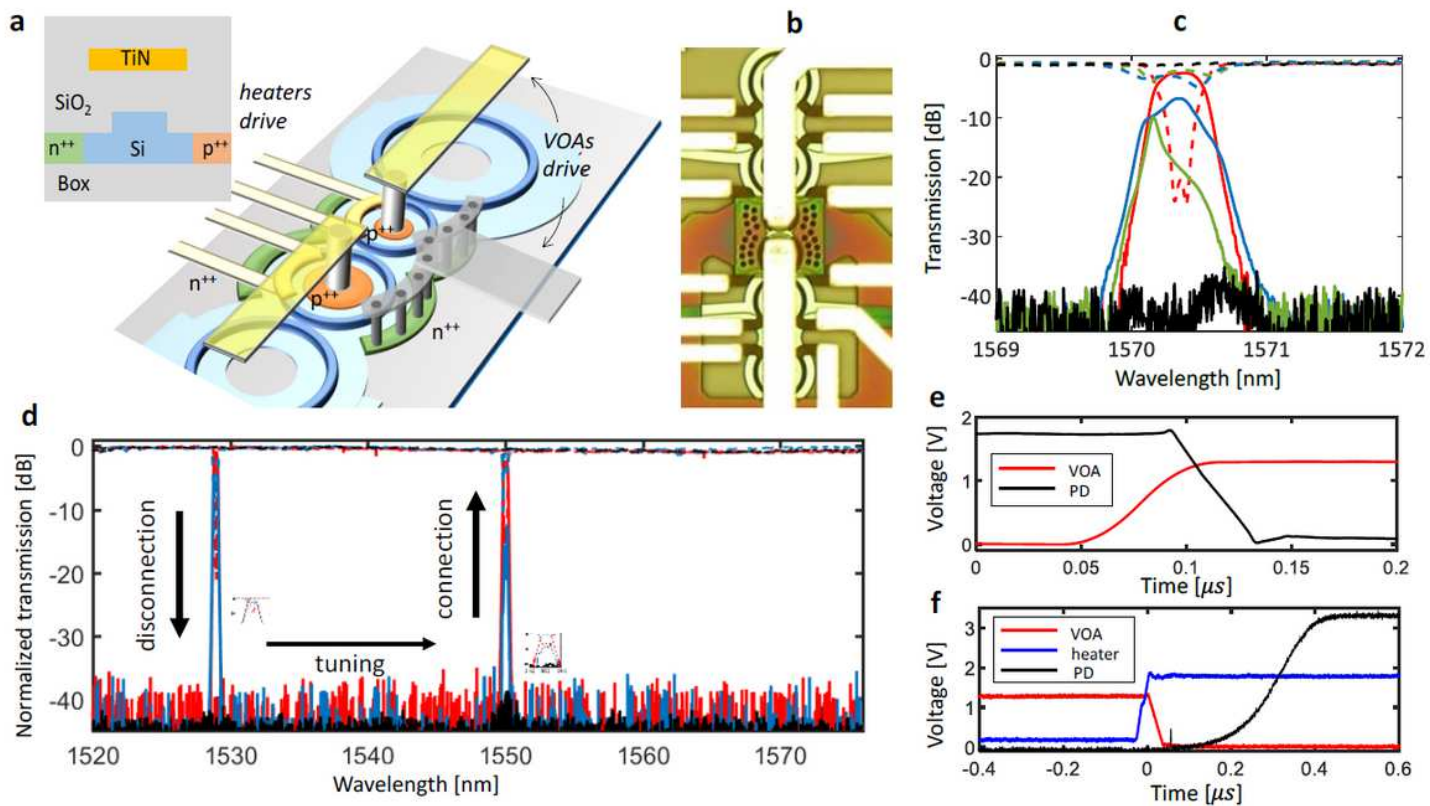 a
TiN
SiO2
n++
Si
p++
Box
heaters
drive
VOAs
drive
p++
n++
p++
n++
b
c
0
-10
-20
-30
-40
Transmission [dB]
1569
1570
1571
1572
Wavelength [nm]
d
0
-10
-20
-30
-40
Normalized transmission [dB]
disconnection
tuning
connection
1520
1530
1540
1550
1560
1570
Wavelength [nm]
e
2
1
0
Voltage [V]
VOA
PD
0
0.05
0.1
0.15
0.2
Time [μs]
f
3
2
1
0
Voltage [V]
VOA
heater
PD
-0.4
-0.2
0
0.2
0.4
0.6
Time [μs]